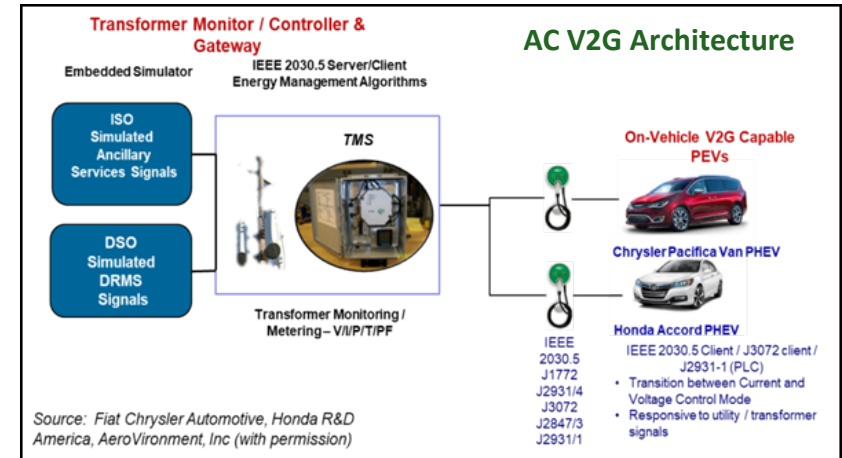 Transformer Monitor / Controller &
Gateway
AC V2G Architecture
Embedded Simulator
IEEE 2030.5 Server/Client
Energy Management Algorithms
ISO
Simulated
Ancillary
Services Signals
TMS
On-Vehicle V2G Capable
PEVs
DSO
Simulated
DRMS
Signals
Chrysler Pacifica Van PHEV
Transformer Monitoring /
Metering – V/I/P/T/PF
Honda Accord PHEV
IEEE
2030.5
J1772
J2931/4
J3072
J2847/3
J2931/1
IEEE 2030.5 Client / J3072 client /
J2931-1 (PLC)
• Transition between Current and
Voltage Control Mode
• Responsive to utility / transformer
signals
Source: Fiat Chrysler Automotive, Honda R&D
America, AeroVironment, Inc (with permission)